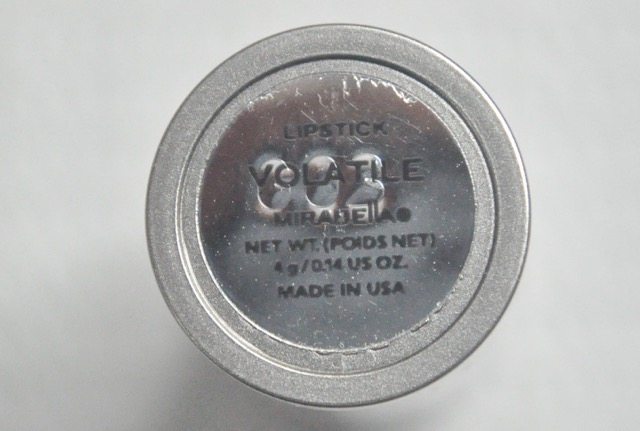 LIPSTICK
VOLATILE
MIRABELLA®
NET WT. (POIDS NET)
4 g / 0.14 US OZ.
MADE IN USA